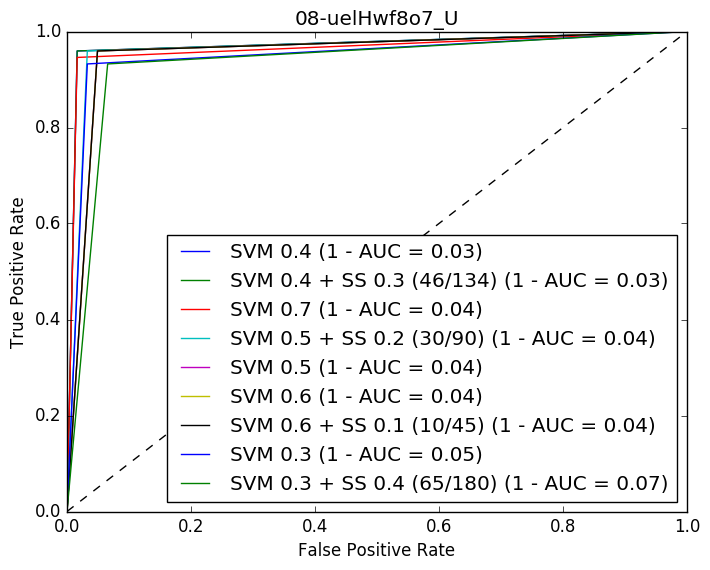 08-uelHwf8o7_U
1.0
0.8
0.6
0.4
0.2
0.0
True Positive Rate
SVM 0.4 (1 - AUC = 0.03)
SVM 0.4 + SS 0.3 (46/134) (1 - AUC = 0.03)
SVM 0.7 (1 - AUC = 0.04)
SVM 0.5 + SS 0.2 (30/90) (1 - AUC = 0.04)
SVM 0.5 (1 - AUC = 0.04)
SVM 0.6 (1 - AUC = 0.04)
SVM 0.6 + SS 0.1 (10/45) (1 - AUC = 0.04)
SVM 0.3 (1 - AUC = 0.05)
SVM 0.3 + SS 0.4 (65/180) (1 - AUC = 0.07)
0.0 0.2 0.4 0.6 0.8 1.0
False Positive Rate